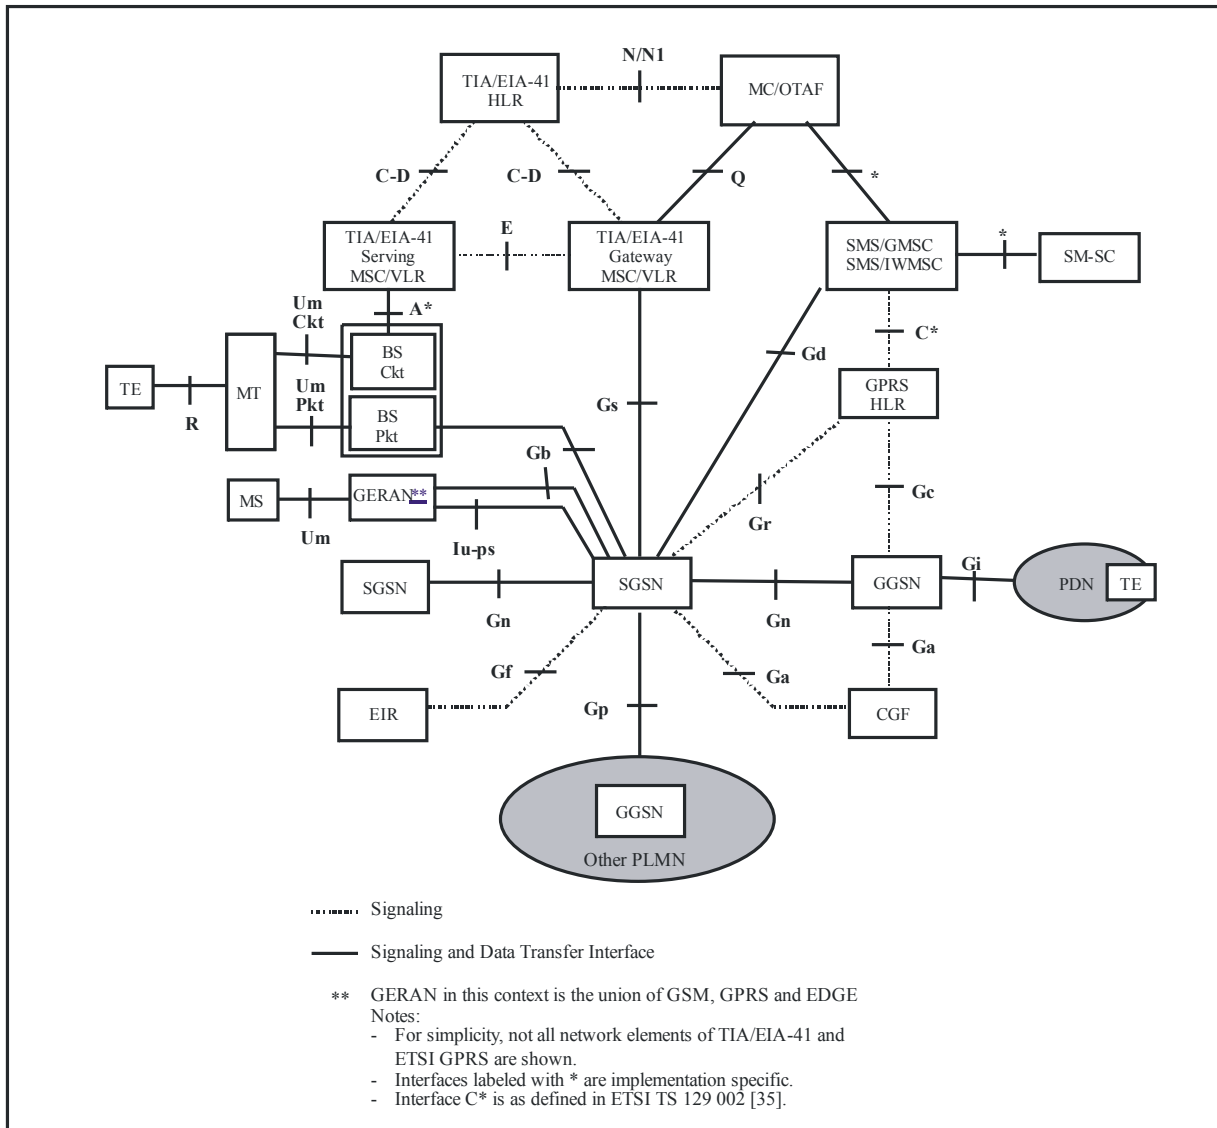 N/N1
TIA/EIA-41
HLR
MC/OTAF
C-D
C-D
Q
*
TIA/EIA-41
Serving
MSC/VLR
E
TIA/EIA-41
Gateway
MSC/VLR
SMS/GMSC
SMS/IWMSC
*
SM-SC
Um
Ckt
A*
C*
BS
Ckt
Gd
TE
MT
GPRS
HLR
R
Um
Pkt
BS
Pkt
Gs
Gb
MS
GERAN**
Gc
Um
Iu-ps
Gr
SGSN
SGSN
GGSN
Gi
PDN
TE
Gn
Gn
Ga
Gf
Ga
EIR
Gp
CGF
GGSN
Other PLMN
Signaling
Signaling and Data Transfer Interface
** GERAN in this context is the union of GSM, GPRS and EDGE
Notes:
- For simplicity, not all network elements of TIA/EIA-41 and
ETSI GPRS are shown.
- Interfaces labeled with * are implementation specific.
- Interface C* is as defined in ETSI TS 129 002 [35].